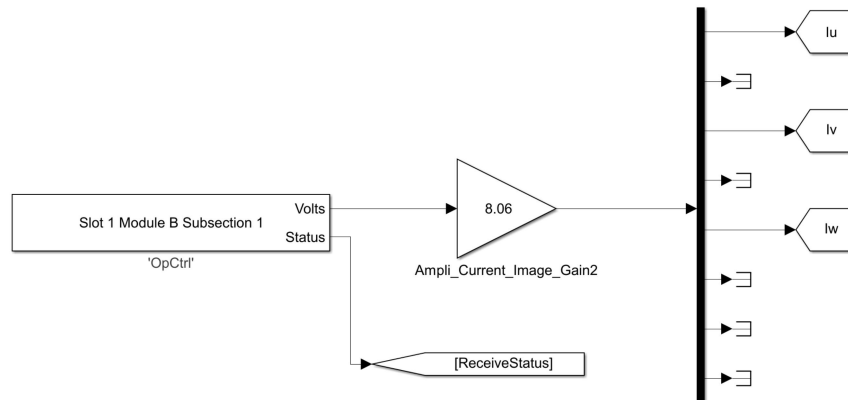 Iu
Iv
Volts
8.06
Slot 1 Module B Subsection 1
Status
Iw
'OpCtrl'
Ampli_Current_Image_Gain2
[ReceiveStatus]